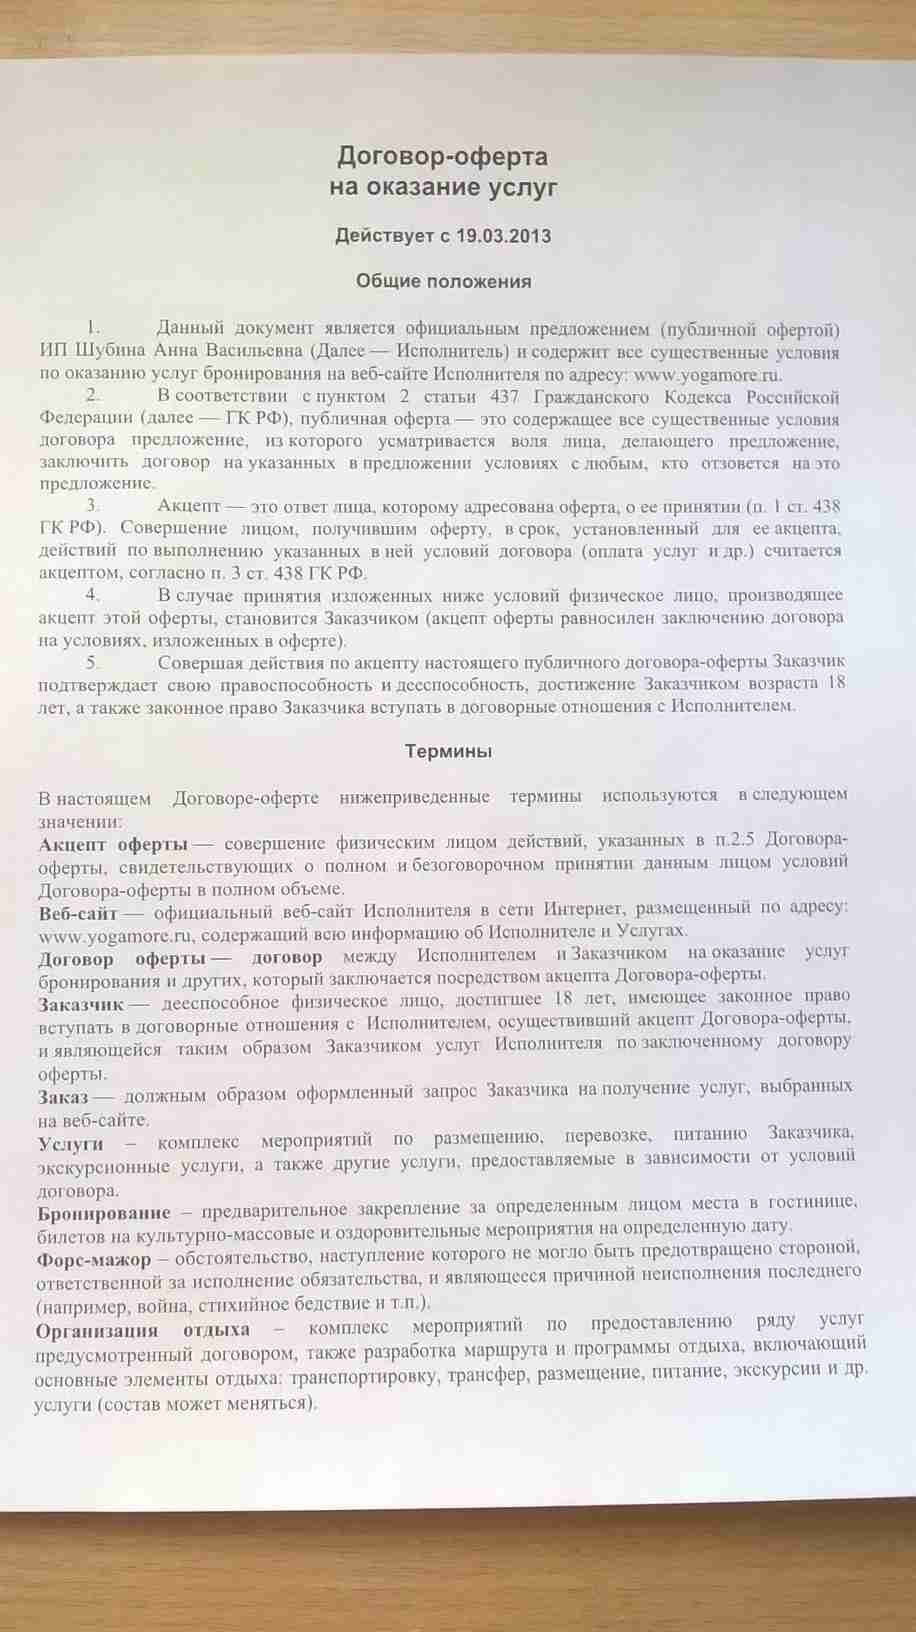 Договор-оферта
на оказание услуг
Действует с 19.03.2013
Общие положения
1. Данный документ является официальным предложением (публичной офертой)
ИП Шубина Анна Васильевна (Далее — Исполнитель) и содержит все существенные условия
по оказанию услуг бронирования на веб-сайте Исполнителя по адресу: www.yogamore.ru.
2. В соответствии с пунктом 2 статьи 437 Гражданского Кодекса Российской
Федерации (далее — ГК РФ), публичная оферта — это содержащее все существенные условия
договора предложение, из которого усматривается воля лица, делающего предложение,
заключить договор на указанных в предложении условиях с любым, кто отзовется на это
предложение.
3. Акцепт — это ответ лица, которому адресована оферта, о ее принятии (п. 1 ст. 438
ГК РФ). Совершение лицом, получившим оферту, в срок, установленный для ее акцепта,
действий по выполнению указанных в ней условий договора (оплата услуг и др.) считается
акцептом, согласно п. 3 ст. 438 ГК РФ.
4. В случае принятия изложенных ниже условий физическое лицо, производящее
акцепт этой оферты, становится Заказчиком (акцепт оферты равносилен заключению договора
на условиях, изложенных в оферте).
5. Совершая действия по акцепту настоящего публичного договора-оферты Заказчик
подтверждает свою правоспособность и дееспособность, достижение Заказчиком возраста 18
лет, а также законное право Заказчика вступать в договорные отношения с Исполнителем.
Термины
В настоящем Договоре-оферте нижеприведенные термины используются в следующем
значении:
Акцепт оферты — совершение физическим лицом действий, указанных в п.2.5 Договора-
оферты, свидетельствующих о полном и безоговорочном принятии данным лицом условий
Договора-оферты в полном объеме.
Веб-сайт — официальный веб-сайт Исполнителя в сети Интернет, размещенный по адресу:
www.yogamore.ru, содержащий всю информацию об Исполнителе и Услугах.
Договор оферты — договор между Исполнителем и Заказчиком на оказание услуг
бронирования и других, который заключается посредством акцепта Договора-оферты.
Заказчик — дееспособное физическое лицо, достигшее 18 лет, имеющее законное право
вступать в договорные отношения с Исполнителем, осуществивший акцепт Договора-оферты,
и являющейся таким образом Заказчиком услуг Исполнителя по заключенному договору
оферты.
Заказ — должным образом оформленный запрос Заказчика на получение услуг, выбранных
на веб-сайте.
Услуги – комплекс мероприятий по размещению, перевозке, питанию Заказчика,
экскурсионные услуги, а также другие услуги, предоставляемые в зависимости от условий
договора.
Бронирование – предварительное закрепление за определенным лицом места в гостинице,
билетов на культурно-массовые и оздоровительные мероприятия на определенную дату.
Форс-мажор – обстоятельство, наступление которого не могло быть предотвращено стороной,
ответственной за исполнение обязательства, и являющееся причиной неисполнения последнего
(например, война, стихийное бедствие и т.п.).
Организация отдыха – комплекс мероприятий по предоставлению ряду услуг
предусмотренный договором, также разработка маршрута и программы отдыха, включающий
основные элементы отдыха: транспортировку, трансфер, размещение, питание, экскурсии и др.
услуги (состав может меняться).